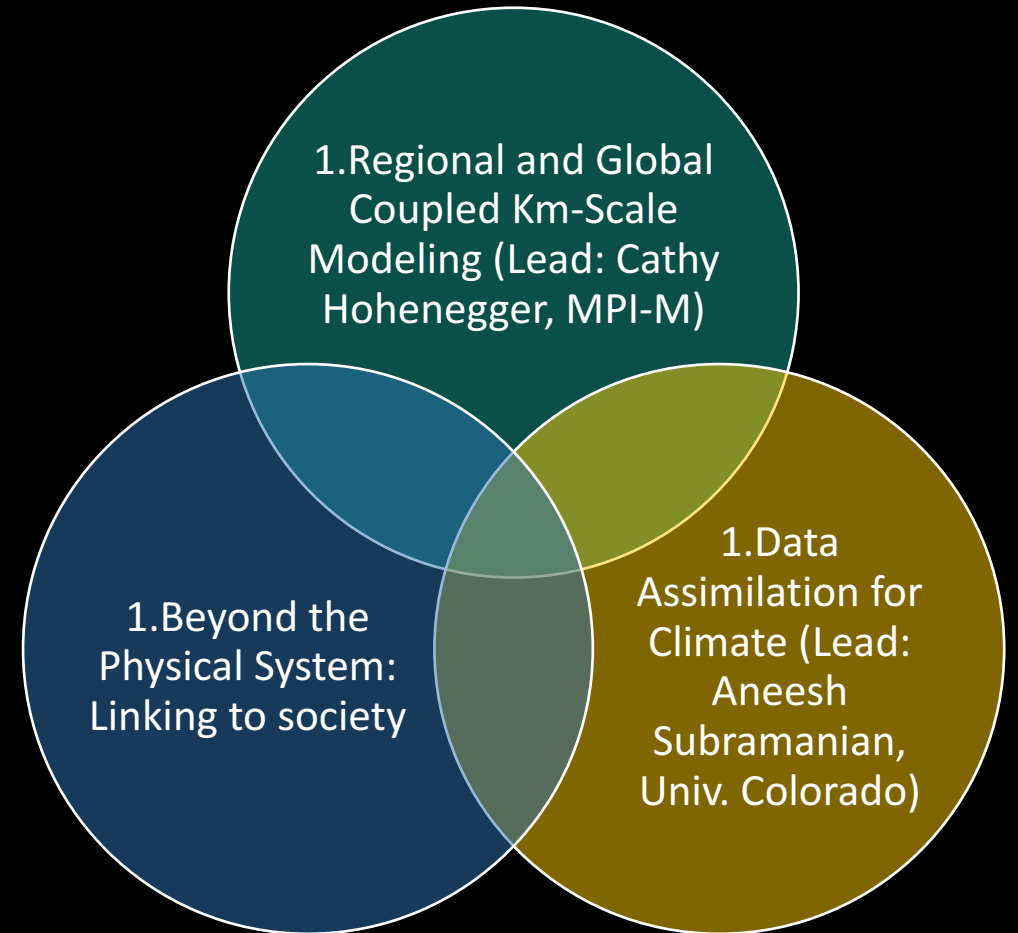 1.Regional and Global
Coupled Km-Scale
Modeling (Lead: Cathy
Hohenegger, MPI-M)
1.Beyond the
Physical System:
Linking to society
1.Data
Assimilation for
Climate (Lead:
Aneesh
Subramanian,
Univ. Colorado)